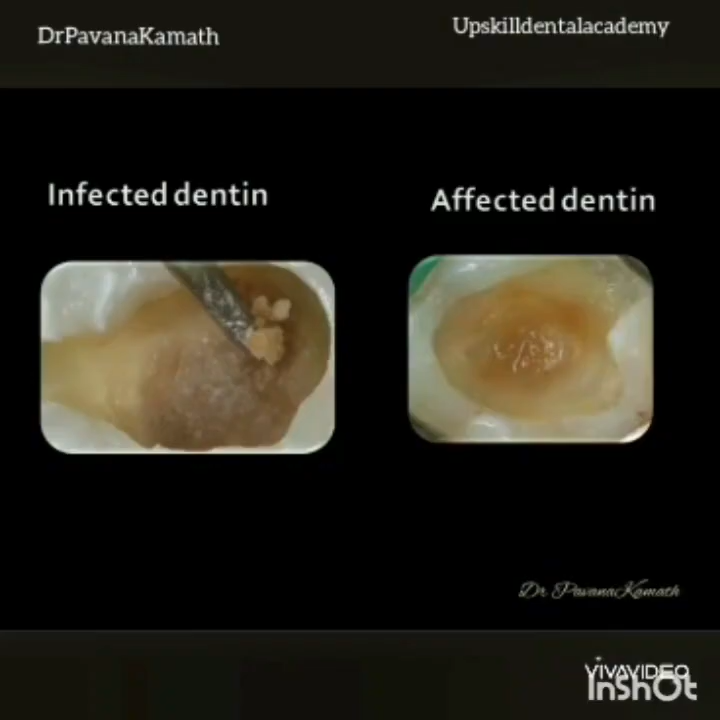 DrPavanaKamath
Upskilldentalacademy
Infected dentin
Affected dentin
Dr PavanaKamath
VIVAVIDEO
InShOt